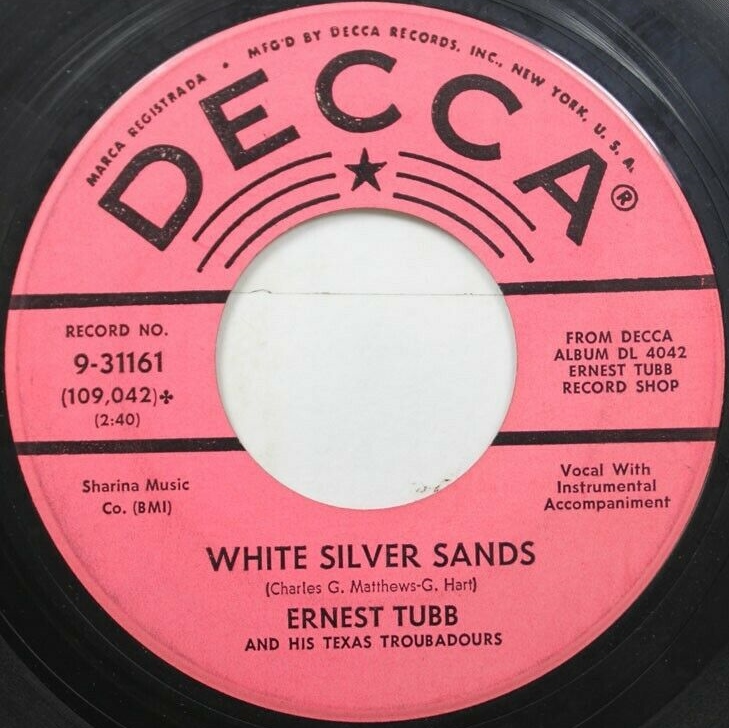 MARCA REGISTRADA • MFG'D BY DECCA RECORDS, INC., NEW YORK, U. S. A.
DECCA®
RECORD NO.
9-31161
(109,042)✤
(2:40)
FROM DECCA
ALBUM DL 4042
ERNEST TUBB
RECORD SHOP
Sharina Music
Co. (BMI)
Vocal With
Instrumental
Accompaniment
WHITE SILVER SANDS
(Charles G. Matthews-G. Hart)
ERNEST TUBB
AND HIS TEXAS TROUBADOURS